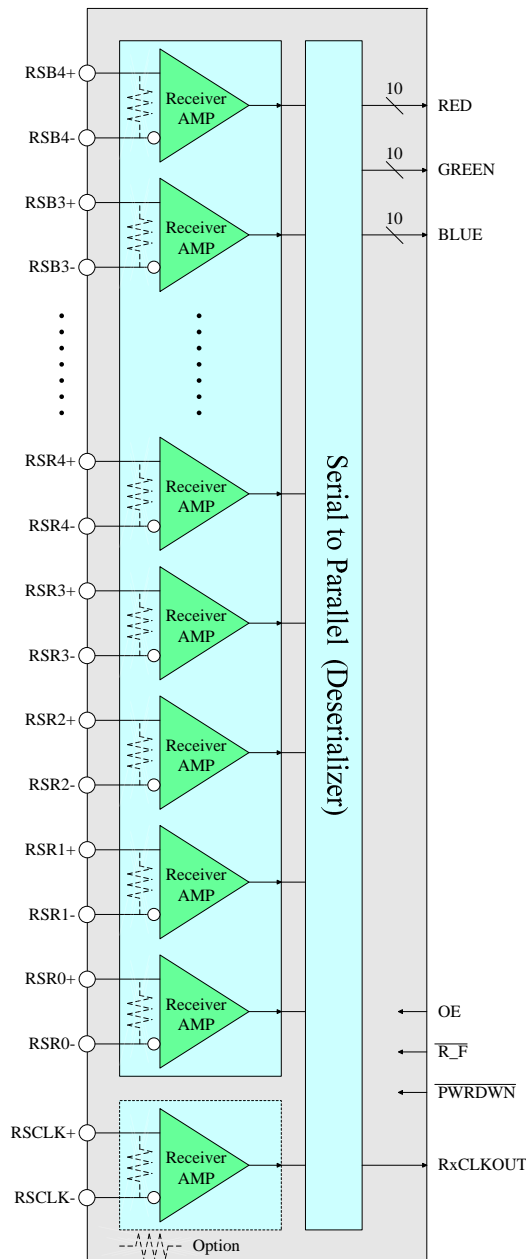 RSB4+
Receiver
AMP
RSB4-
10
RED
10
GREEN
RSB3+
Receiver
AMP
RSB3-
10
BLUE
RSR4+
Receiver
AMP
RSR4-
RSR3+
Receiver
AMP
RSR3-
RSR2+
Receiver
AMP
RSR2-
RSR1+
Receiver
AMP
RSR1-
RSR0+
Receiver
AMP
RSR0-
Serial to Parallel (Deserializer)
OE
R_F
PWRDWN
RSCLK+
Receiver
AMP
RSCLK-
RxCLKOUT
Option